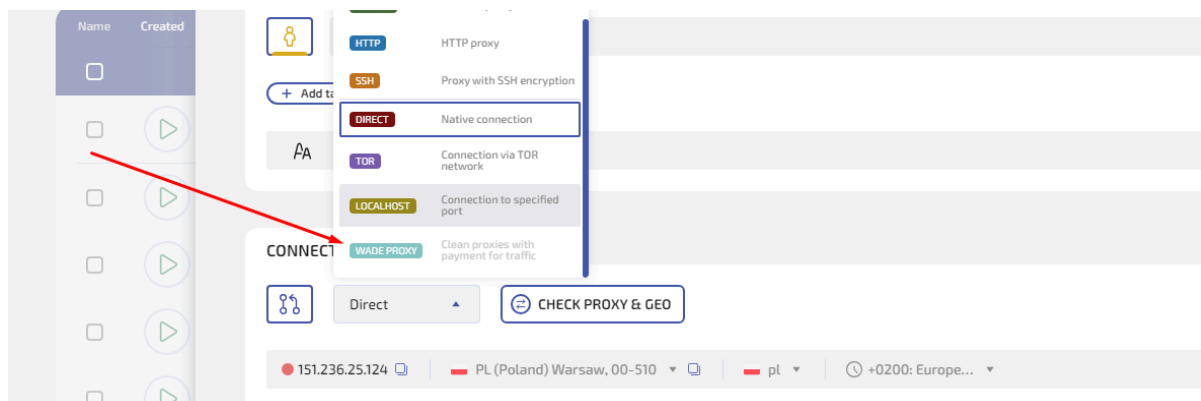 Name Created
HTTP HTTP proxy
SSH Proxy with SSH encryption
+ Add
DIRECT Native connection
AA
TOR Connection via TOR
network
LOCALHOST Connection to specified
port
CONNECT
WADE PROXY Clean proxies with
payment for traffic
Direct
CHECK PROXY & GEO
151.236.25.124
PL (Poland) Warsaw, 00-510
pl
+0200: Europe...